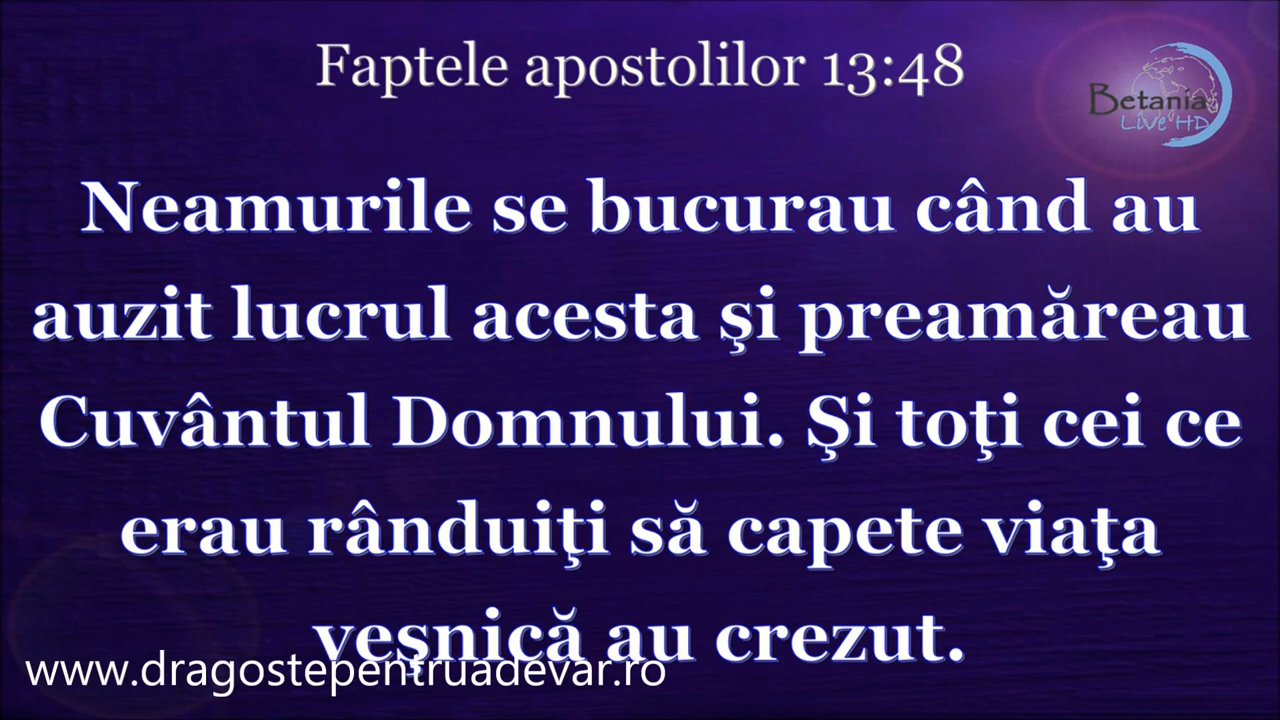 Faptele apostolilor 13:48
Betania
Live HD
Neamurile se bucurau când au
auzit lucrul acesta şi preamăreau
Cuvântul Domnului. Şi toţi cei ce
erau rânduiţi să capete viaţa
veşnică au crezut.
www.dragostepentruadevar.ro